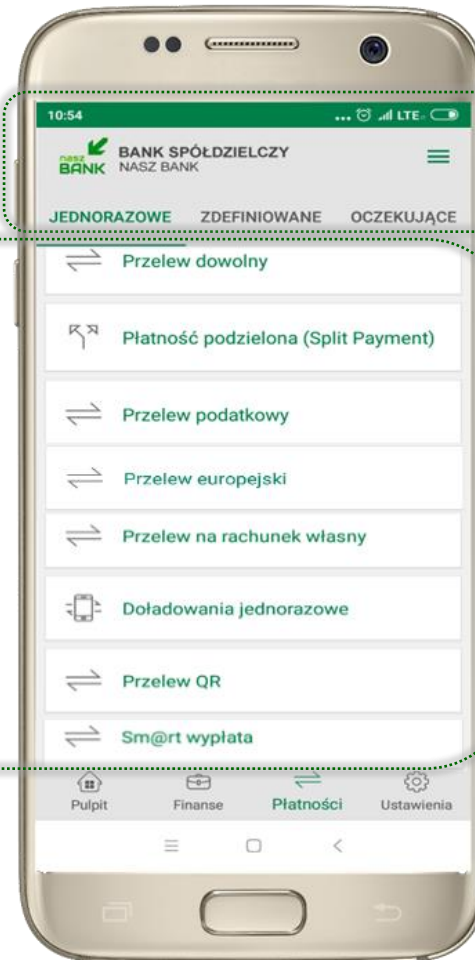 10:54
... LTE
nasz
BANK
BANK SPÓŁDZIELCZY
NASZ BANK
JEDNORAZOWE ZDEFINIOWANE OCZEKUJĄCE
Przelew dowolny
Płatność podzielona (Split Payment)
Przelew podatkowy
Przelew europejski
Przelew na rachunek własny
Doładowania jednorazowe
Przelew QR
Sm@rt wypłata
Pulpit Finanse Płatności Ustawienia